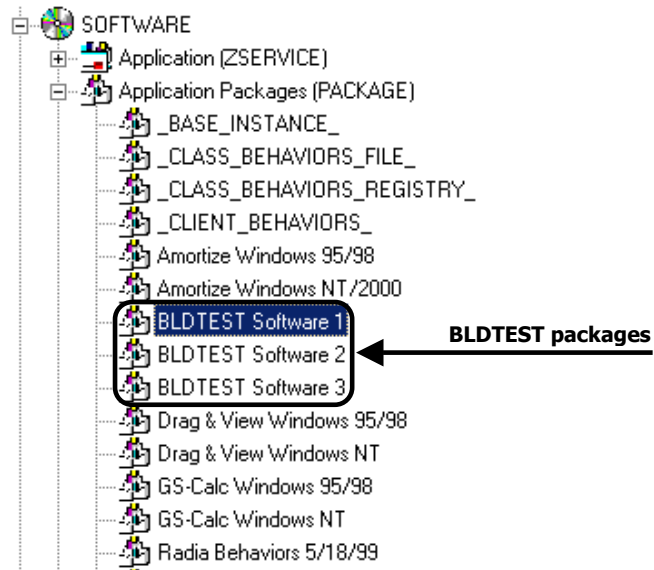 SOFTWARE
Application (ZSERVICE)
Application Packages (PACKAGE)
_BASE_INSTANCE_
_CLASS_BEHAVIORS_FILE_
_CLASS_BEHAVIORS_REGISTRY_
_CLIENT_BEHAVIORS_
Amortize Windows 95/98
Amortize Windows NT/2000
BLDTEST Software 1
BLDTEST packages
BLDTEST Software 2
BLDTEST Software 3
Drag & View Windows 95/98
Drag & View Windows NT
GS-Calc Windows 95/98
GS-Calc Windows NT
Radia Behaviors 5/18/99